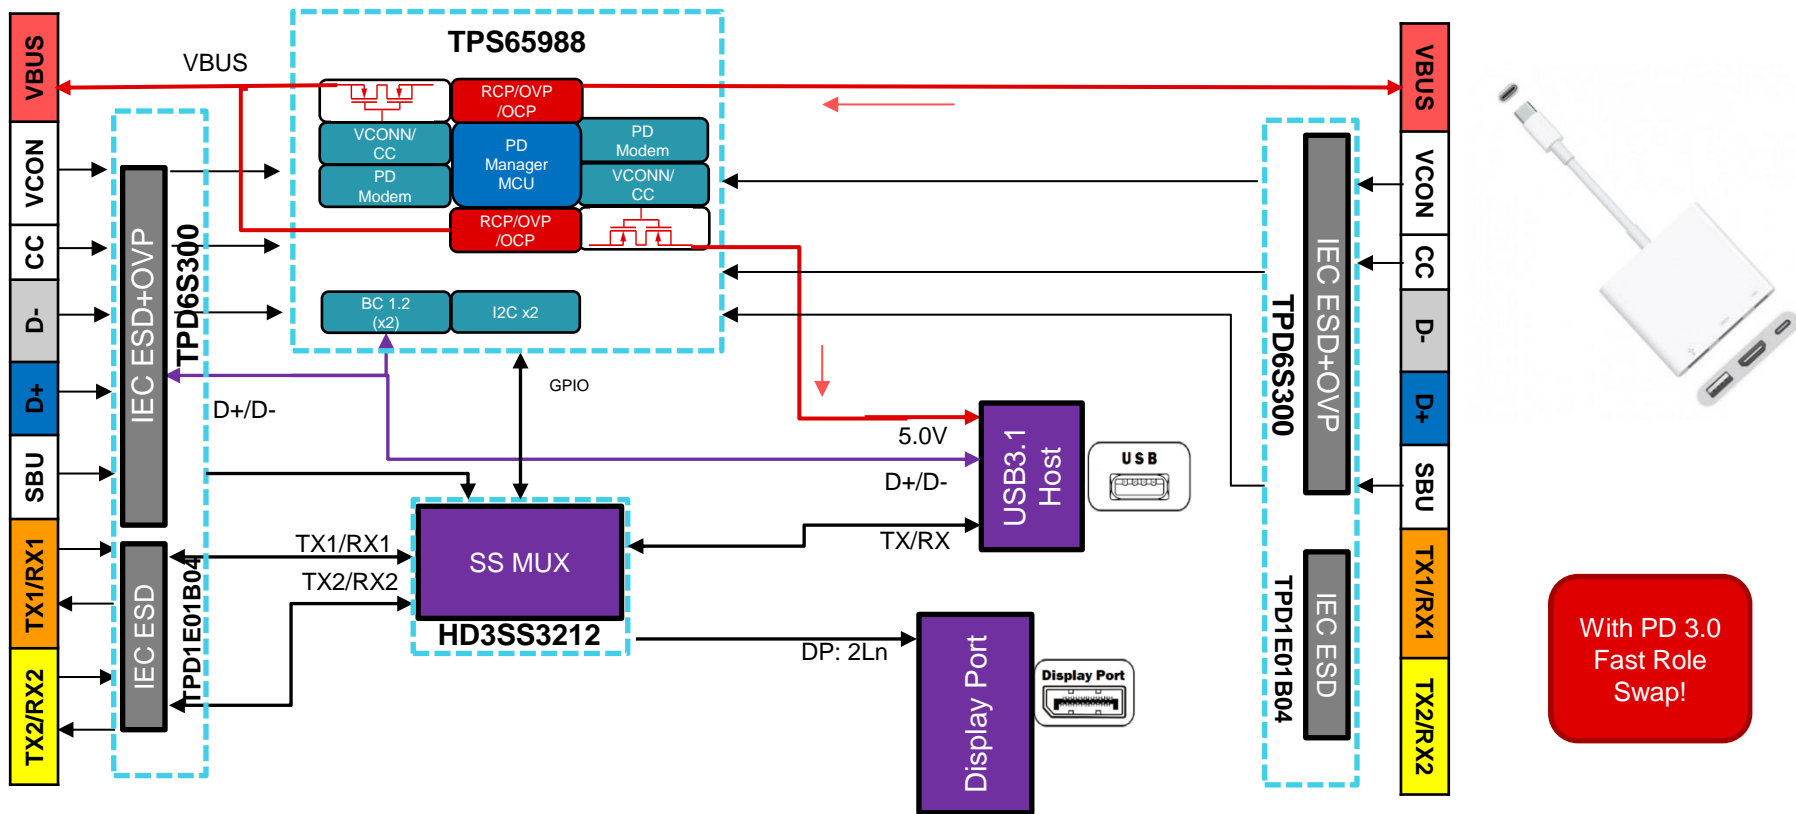 TPS65988
VBUS
VBUS
VCON
CC
D-
D+
SBU
TX1/RX1
TX2/RX2
IEC ESD+OVP
TPD6S300
IEC ESD
TPD1E01B04
RCP/OVP
/OCP
VCONN/
CC
PD
Modem
PD
Manager
MCU
PD
Modem
VCONN/
CC
RCP/OVP
/OCP
BC 1.2
(x2)
I2C x2
GPIO
D+/D-
5.0V
D+/D-
TX/RX
USB3.1
Host
USB
TX1/RX1
TX2/RX2
SS MUX
HD3SS3212
DP: 2Ln
Display Port
Display Port
IEC ESD+OVP
TPD6S300
IEC ESD
TPD1E01B04
VBUS
VCON
CC
D-
D+
SBU
TX1/RX1
TX2/RX2
With PD 3.0
Fast Role
Swap!